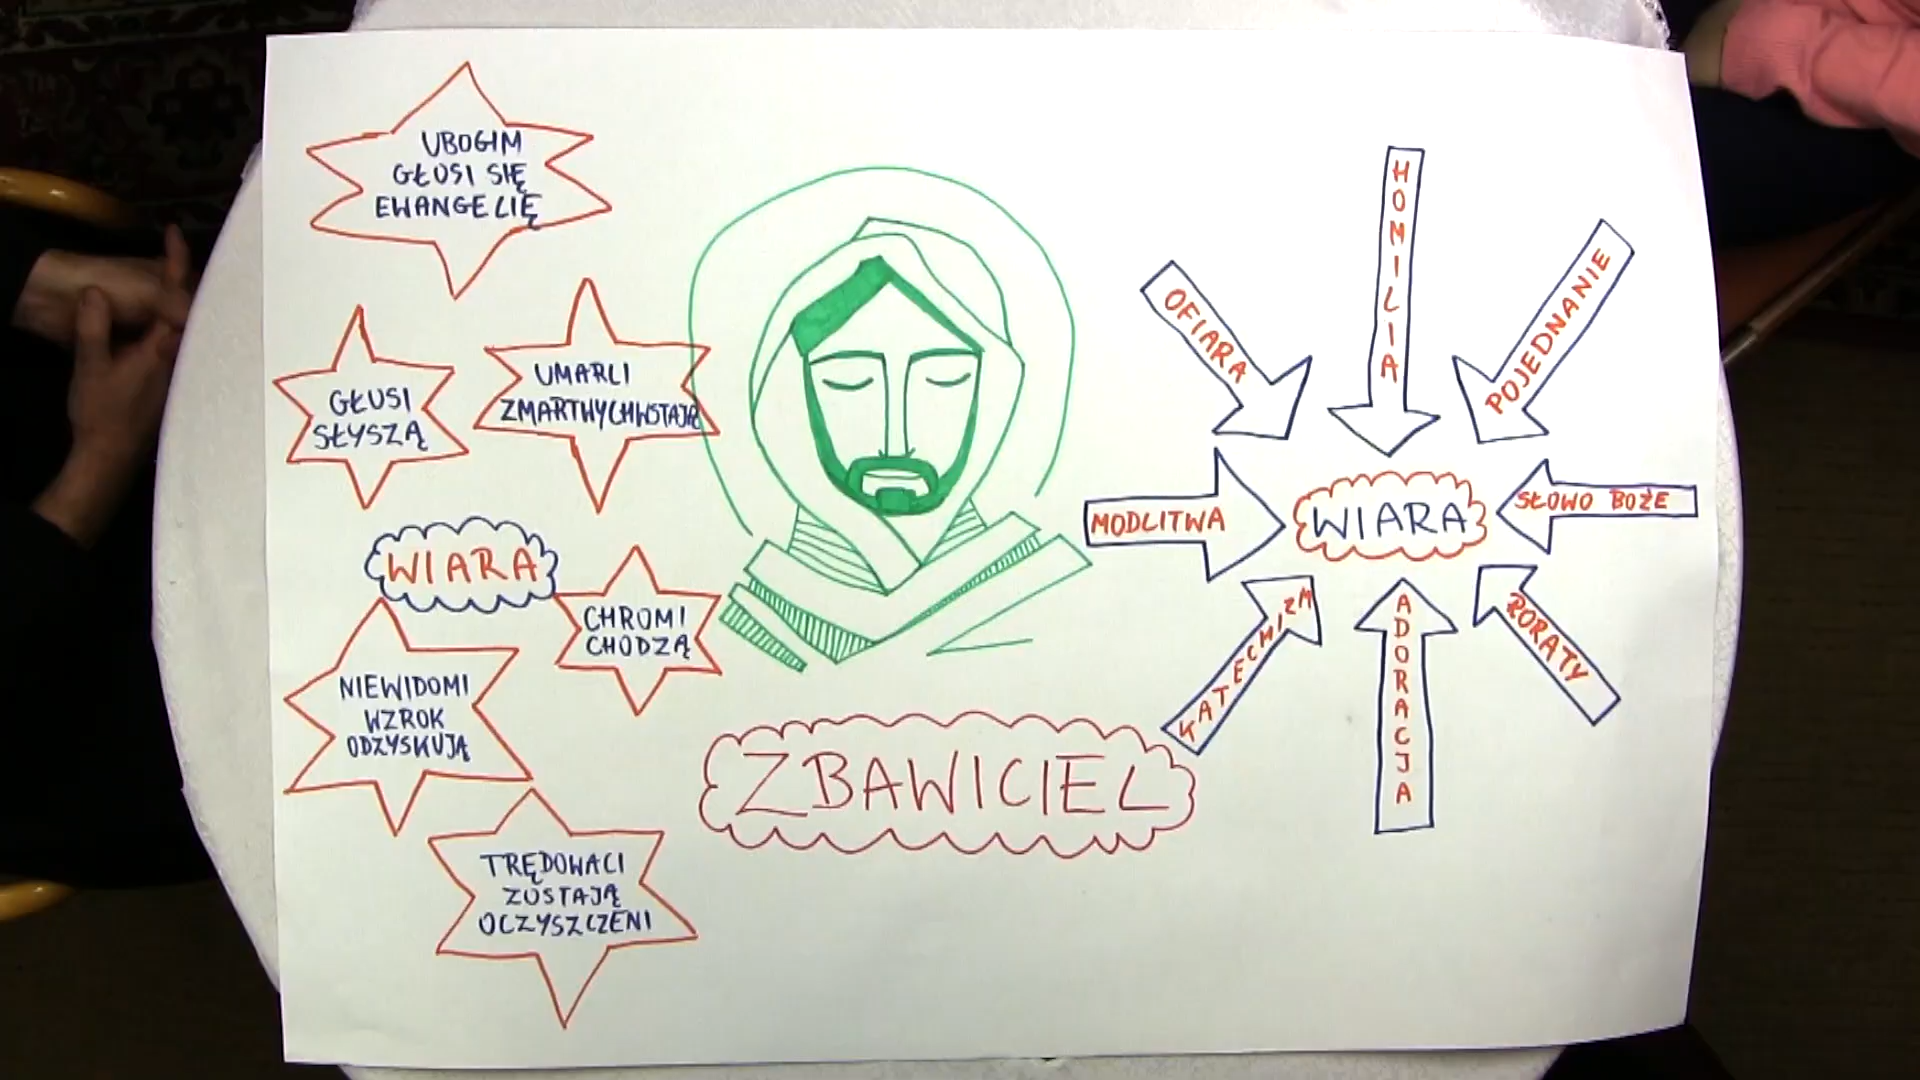 UBOGIM
GŁOSI SIĘ
EWANGELIĘ
GŁUSI
SŁYSZĄ
UMARLI
ZMARTWYCHWSTAJĄ
WIARA
CHROMI
CHODZĄ
NIEWIDOMI
WZROK
ODZYSKUJĄ
TRĘDOWACI
ZOSTAJĄ
OCZYSZCZENI
ZBAWICIEL
HOMILIA
OFIARA
POJEDNANIE
MODLITWA
WIARA
SŁOWO BOŻE
KATECHIZM
ADORACJA
RORATY